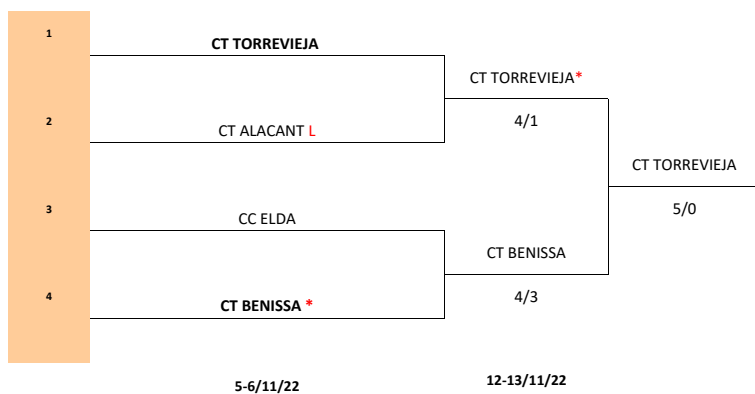 1
CT TORREVIEJA
CT TORREVIEJA*
2
CT ALACANT L
4/1
CT TORREVIEJA
3
CC ELDA
5/0
CT BENISSA
4
CT BENISSA *
4/3
5-6/11/22
12-13/11/22